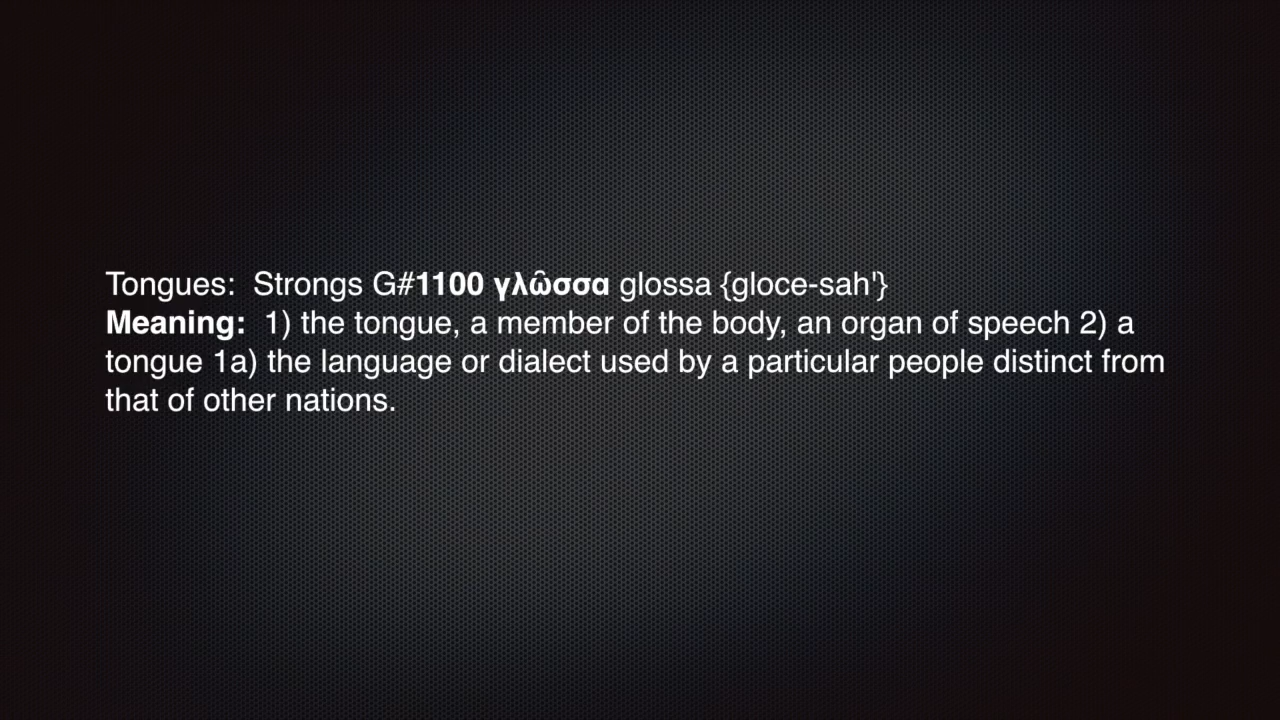 Tongues:  Strongs G#1100 γλῶσσα glossa {gloce-sah'}
Meaning:  1) the tongue, a member of the body, an organ of speech 2) a
tongue 1a) the language or dialect used by a particular people distinct from
that of other nations.